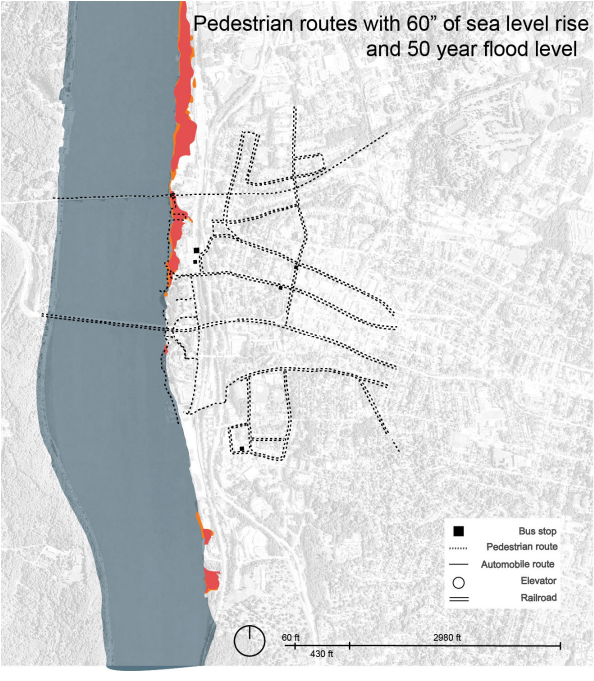 Pedestrian routes with 60” of sea level rise
and 50 year flood level
Bus stop
Pedestrian route
Automobile route
Elevator
Railroad
60 ft
2980 ft
430 ft